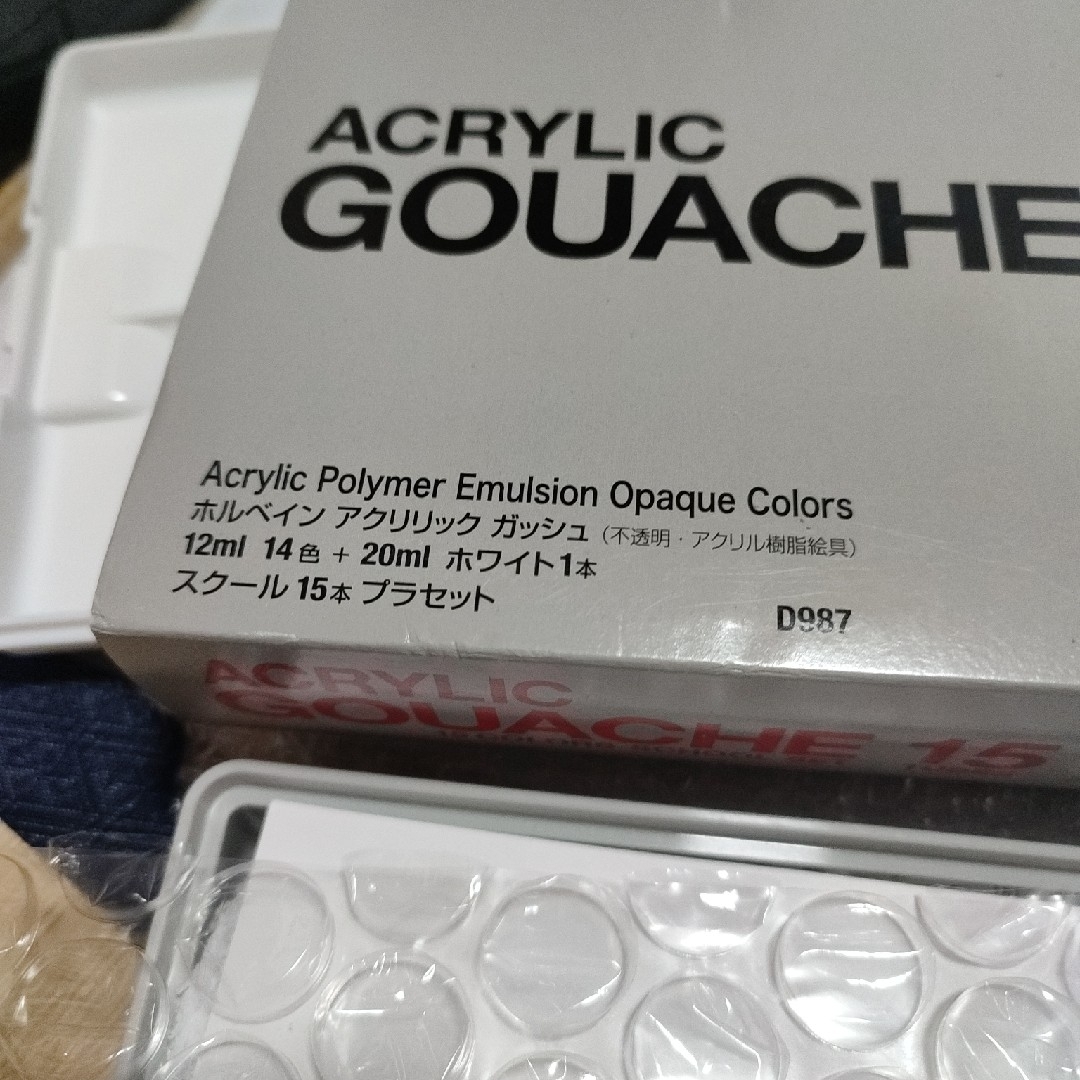 ACRYLIC
GOUACHE
Acrylic Polymer Emulsion Opaque Colors
ホルベイン アクリリック ガッシュ (不透明・アクリル樹脂絵具)
12ml 14色 + 20ml ホワイト1本
スクール 15本 プラセット
D987
ACRYLIC
GOUACHE 15